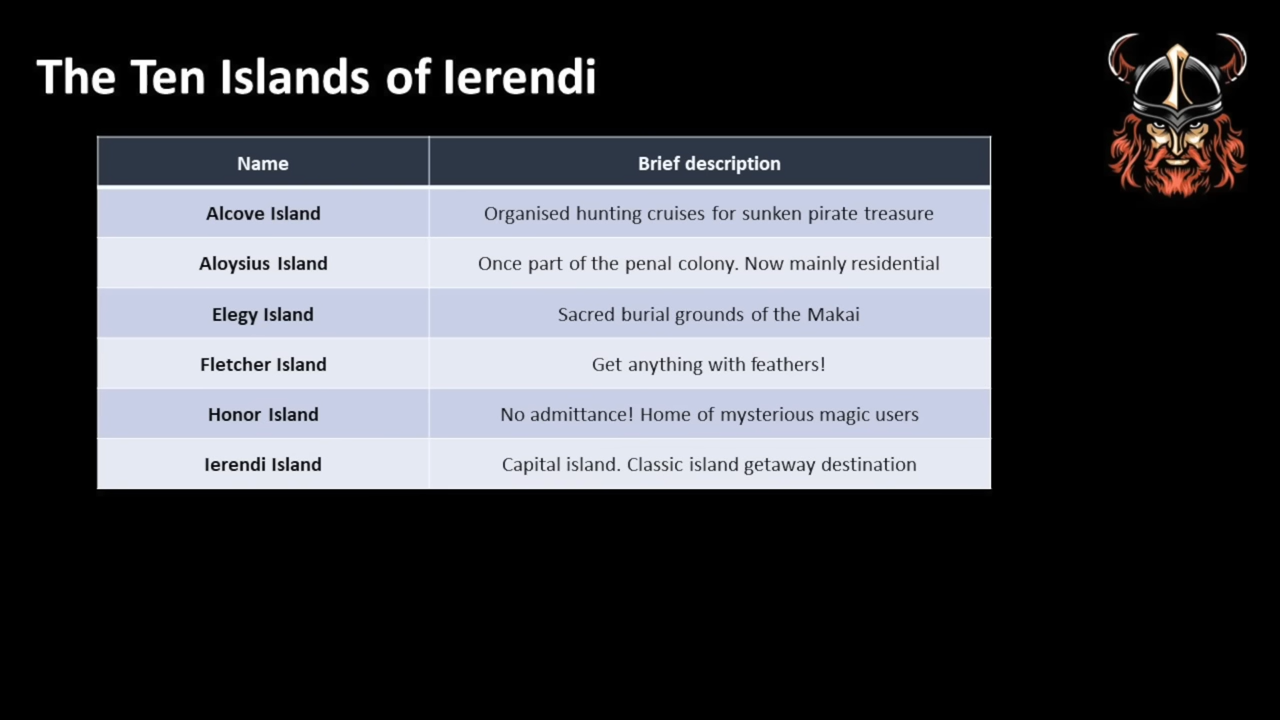 The Ten Islands of Ierendi
Name Brief description
Alcove Island Organised hunting cruises for sunken pirate treasure
Aloysius Island Once part of the penal colony. Now mainly residential
Elegy Island Sacred burial grounds of the Makai
Fletcher Island Get anything with feathers!
Honor Island No admittance! Home of mysterious magic users
Ierendi Island Capital island. Classic island getaway destination